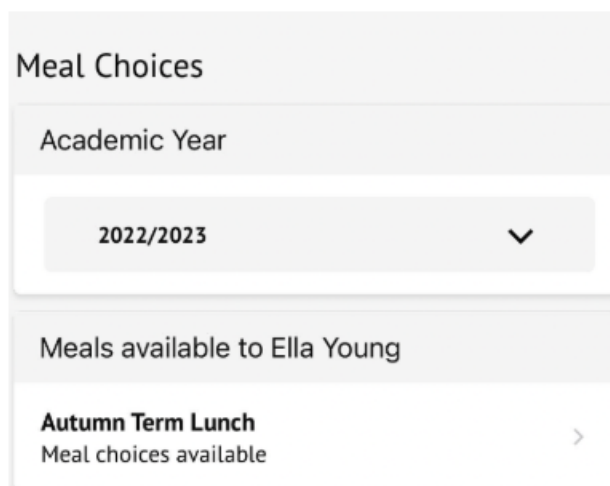 Meal Choices
Academic Year
2022/2023
Meals available to Ella Young
Autumn Term Lunch
Meal choices available